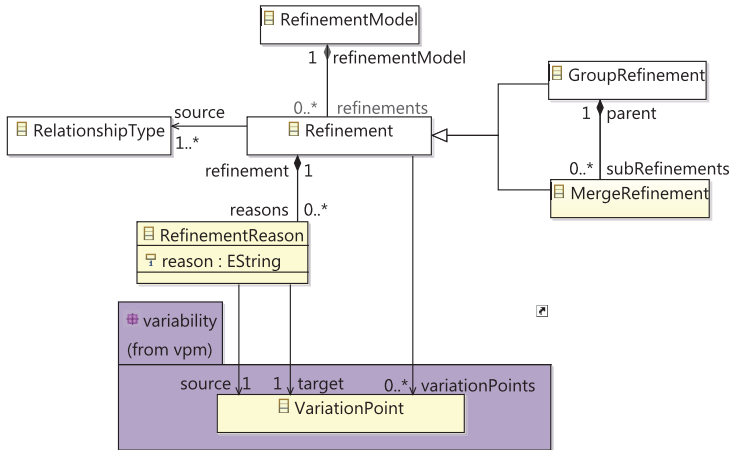 RefinementModel
1 refinementModel
0..* refinements
GroupRefinement
1 parent
0..* subRefinements
MergeRefinement
source
1..*
RelationshipType
Refinement
refinement 1
reasons 0..*
RefinementReason
reason : EString
variability
(from vpm)
source 1
1 target
0..* variationPoints
VariationPoint